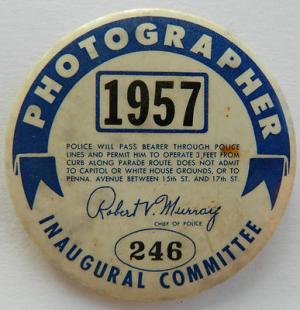 PHOTOGRAPHER
1957
POLICE WILL PASS BEARER THROUGH POLICE
LINES AND PERMIT HIM TO OPERATE 3 FEET FROM
CURB ALONG PARADE ROUTE. DOES NOT ADMIT
TO CAPITOL OR WHITE HOUSE GROUNDS, OR TO
PENNA. AVENUE BETWEEN 15th ST. AND 17th ST.
Robert V. Murray
CHIEF OF POLICE
246
INAUGURAL COMMITTEE